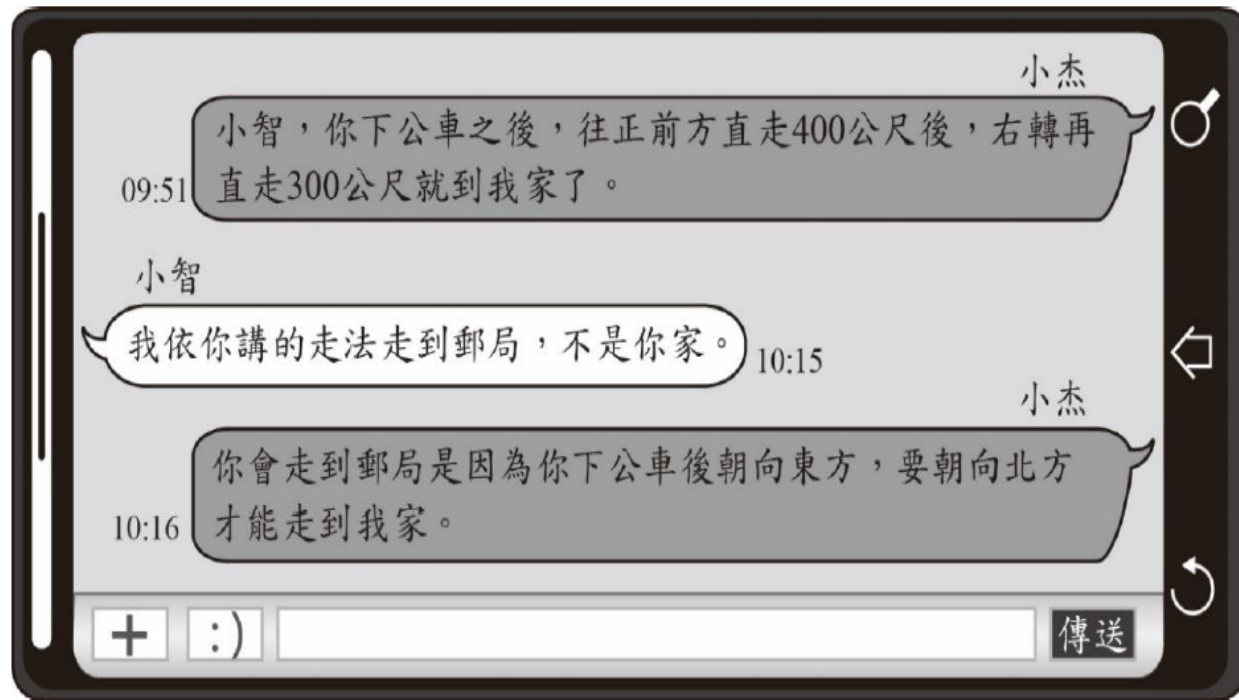 小杰
小智，你下公車之後，往正前方直走400公尺後，右轉再
直走300公尺就到我家了。
09:51
小智
我依你講的走法走到郵局，不是你家。
10:15
小杰
你會走到郵局是因為你下公車後朝向東方，要朝向北方
才能走到我家。
10:16
+
:)
傳送